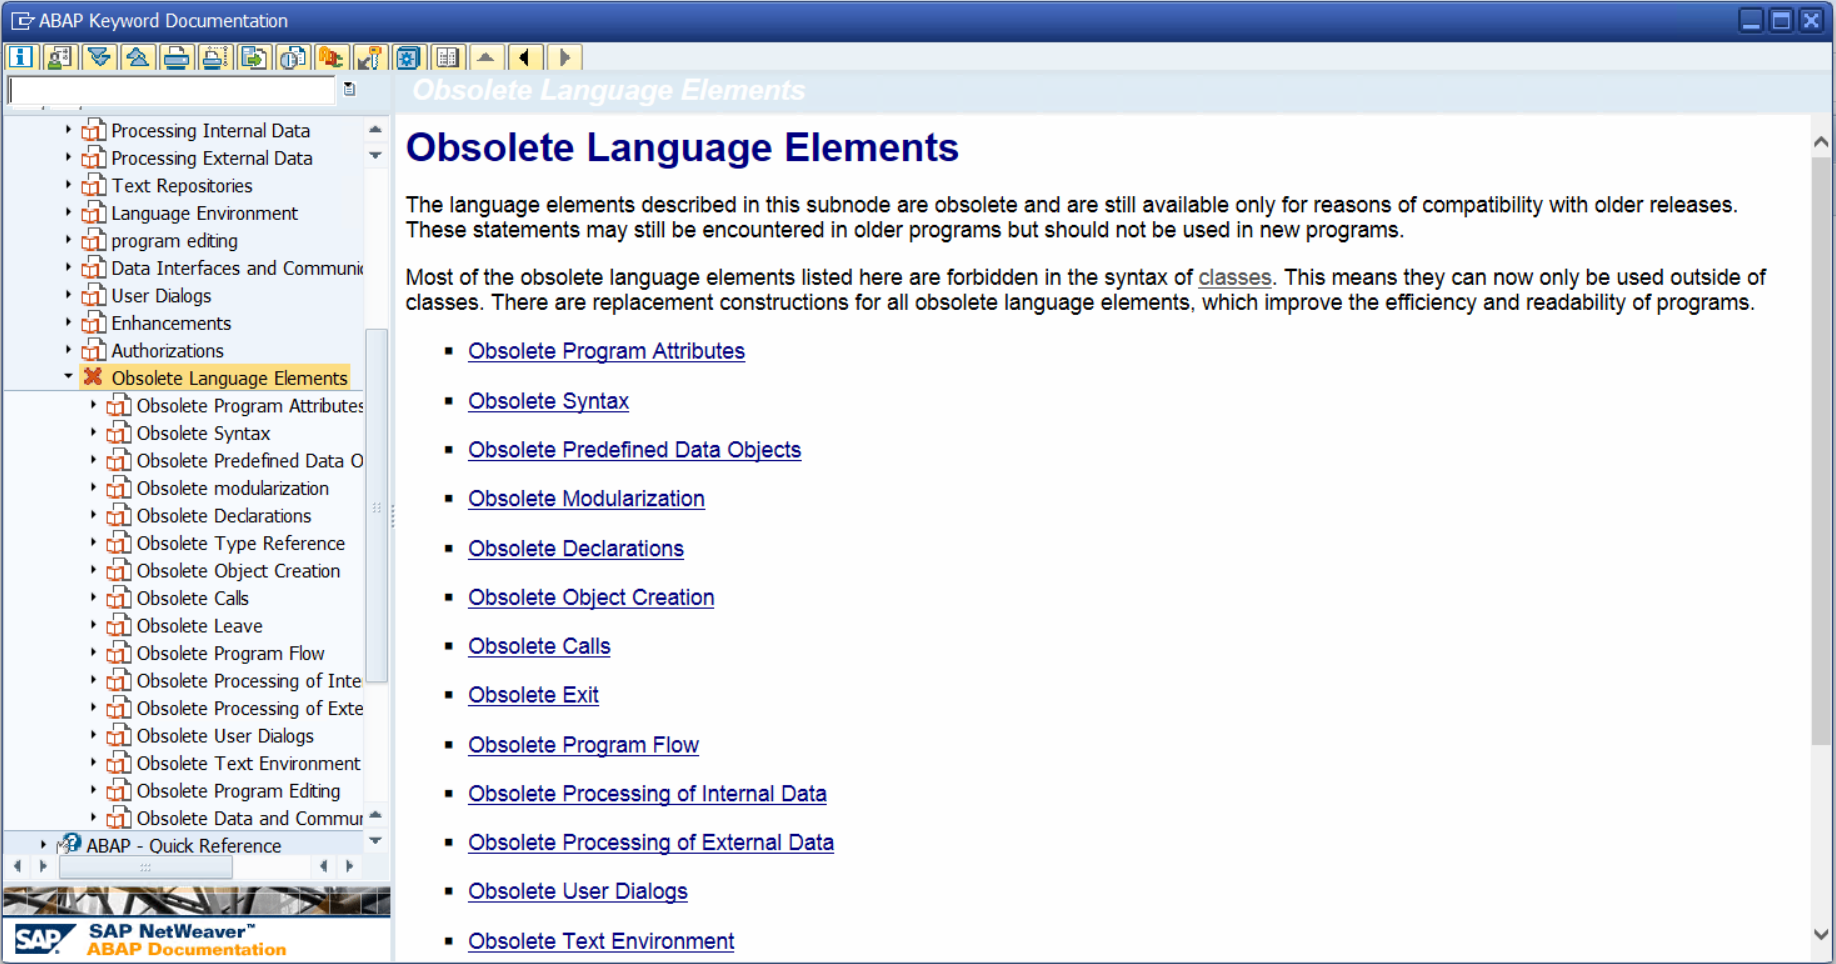 ABAP Keyword Documentation
Obsolete Language Elements
Processing Internal Data
Processing External Data
Text Repositories
Language Environment
program editing
Data Interfaces and Communic
User Dialogs
Enhancements
Authorizations
Obsolete Language Elements
Obsolete Program Attributes
Obsolete Syntax
Obsolete Predefined Data O
Obsolete modularization
Obsolete Declarations
Obsolete Type Reference
Obsolete Object Creation
Obsolete Calls
Obsolete Leave
Obsolete Program Flow
Obsolete Processing of Inte
Obsolete Processing of Exte
Obsolete User Dialogs
Obsolete Text Environment
Obsolete Program Editing
Obsolete Data and Commun
ABAP - Quick Reference
SAP
SAP NetWeaver™
ABAP Documentation
Obsolete Language Elements
The language elements described in this subnode are obsolete and are still available only for reasons of compatibility with older releases.
These statements may still be encountered in older programs but should not be used in new programs.
Most of the obsolete language elements listed here are forbidden in the syntax of classes. This means they can now only be used outside of
classes. There are replacement constructions for all obsolete language elements, which improve the efficiency and readability of programs.
Obsolete Program Attributes
Obsolete Syntax
Obsolete Predefined Data Objects
Obsolete Modularization
Obsolete Declarations
Obsolete Object Creation
Obsolete Calls
Obsolete Exit
Obsolete Program Flow
Obsolete Processing of Internal Data
Obsolete Processing of External Data
Obsolete User Dialogs
Obsolete Text Environment